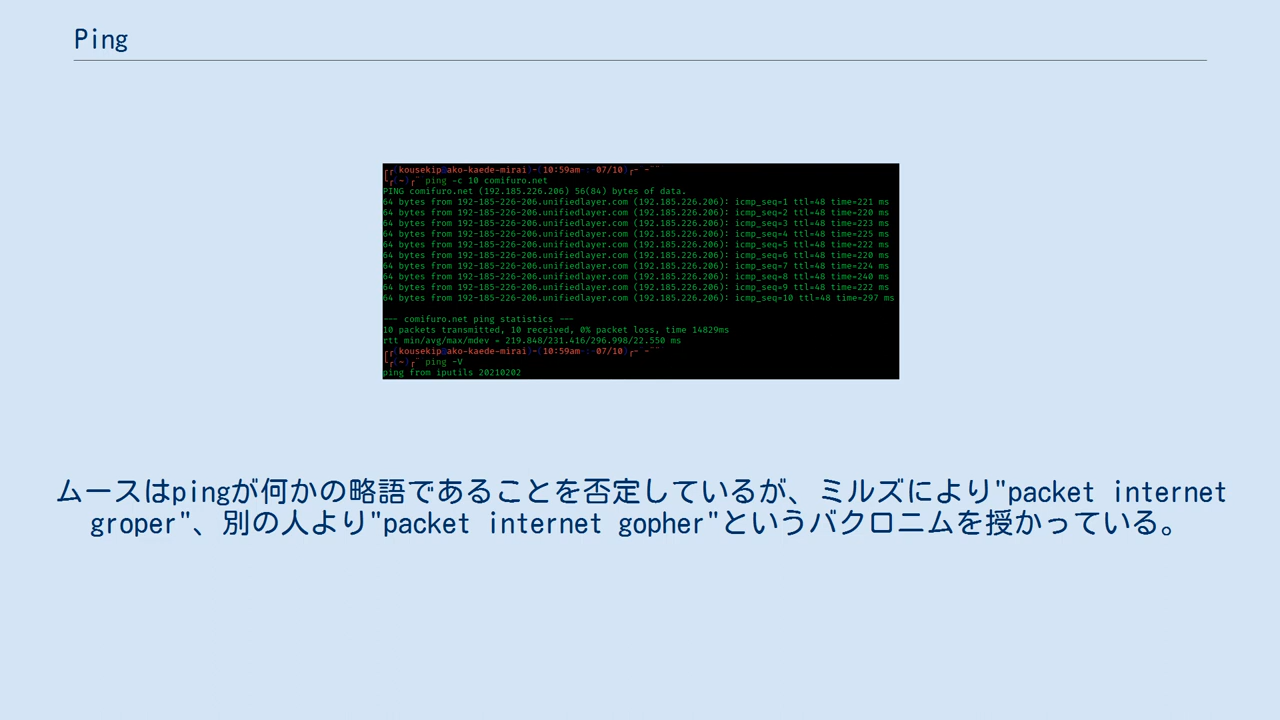 Ping
┌┌(kousekip@ako-kaede-mirai)-(10:59am-:-07/10)┌- -¯¯
└┌(~)┌¯ ping -c 10 comifuro.net
PING comifuro.net (192.185.226.206) 56(84) bytes of data.
64 bytes from 192-185-226-206.unifiedlayer.com (192.185.226.206): icmp_seq=1 ttl=48 time=221 ms
64 bytes from 192-185-226-206.unifiedlayer.com (192.185.226.206): icmp_seq=2 ttl=48 time=220 ms
64 bytes from 192-185-226-206.unifiedlayer.com (192.185.226.206): icmp_seq=3 ttl=48 time=223 ms
64 bytes from 192-185-226-206.unifiedlayer.com (192.185.226.206): icmp_seq=4 ttl=48 time=225 ms
64 bytes from 192-185-226-206.unifiedlayer.com (192.185.226.206): icmp_seq=5 ttl=48 time=222 ms
64 bytes from 192-185-226-206.unifiedlayer.com (192.185.226.206): icmp_seq=6 ttl=48 time=220 ms
64 bytes from 192-185-226-206.unifiedlayer.com (192.185.226.206): icmp_seq=7 ttl=48 time=224 ms
64 bytes from 192-185-226-206.unifiedlayer.com (192.185.226.206): icmp_seq=8 ttl=48 time=240 ms
64 bytes from 192-185-226-206.unifiedlayer.com (192.185.226.206): icmp_seq=9 ttl=48 time=222 ms
64 bytes from 192-185-226-206.unifiedlayer.com (192.185.226.206): icmp_seq=10 ttl=48 time=297 ms
--- comifuro.net ping statistics ---
10 packets transmitted, 10 received, 0% packet loss, time 14829ms
rtt min/avg/max/mdev = 219.848/231.416/296.998/22.550 ms
┌┌(kousekip@ako-kaede-mirai)-(10:59am-:-07/10)┌- -¯¯
└┌(~)┌¯ ping -V
ping from iputils 20210202
ムースはpingが何かの略語であることを否定しているが、ミルズにより"packet internet
groper"、別の人より"packet internet gopher"というバクロニムを授かっている。